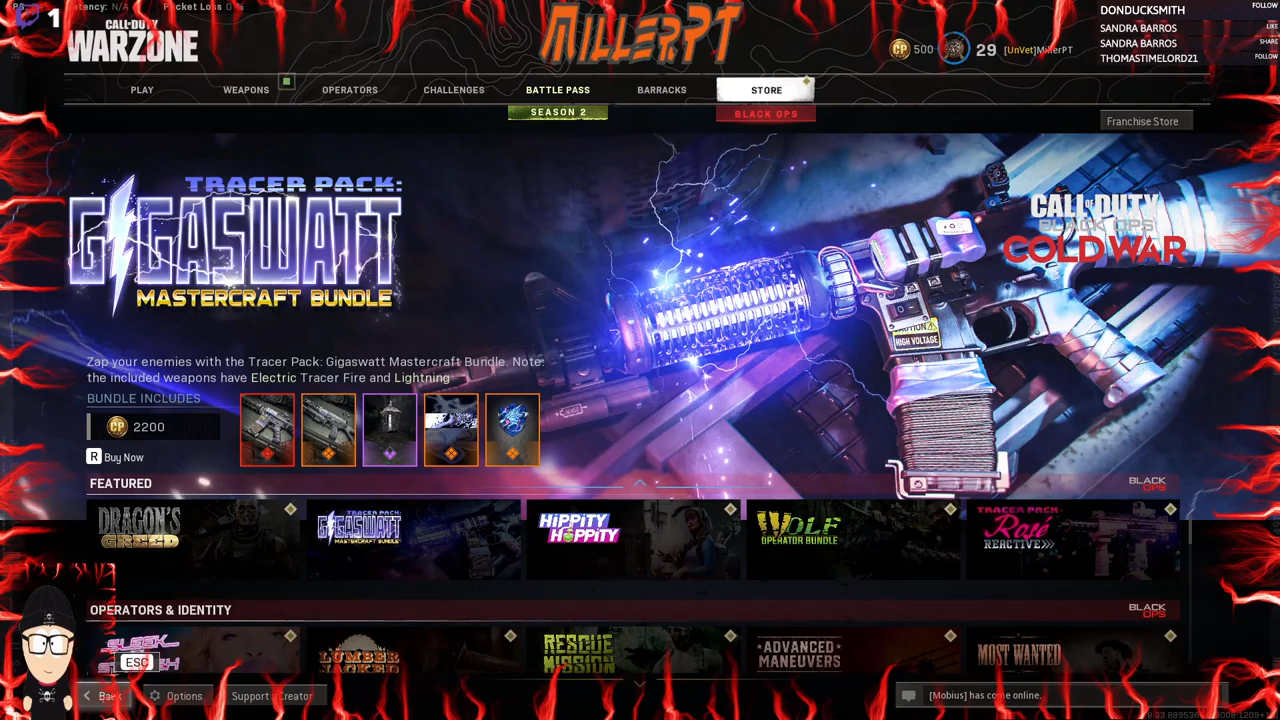 1
Latency: N/A Packet Loss 0 %
CALL OF DUTY
WARZONE
MILLERPT
DONDUCKSMITH FOLLOW
SANDRA BARROS LIKE
SANDRA BARROS SHARE
THOMASTIMELORD21 FOLLOW
500 29 [UnVet]MillerPT
PLAY WEAPONS OPERATORS CHALLENGES BATTLE PASS BARRACKS STORE
SEASON 2 BLACK OPS
Franchise Store
TRACER PACK:
GIGASWATT
MASTERCRAFT BUNDLE
CALL OF DUTY
BLACK OPS
COLD WAR
CAUTION
HIGH VOLTAGE
Zap your enemies with the Tracer Pack: Gigaswatt Mastercraft Bundle. Note:
the included weapons have Electric Tracer Fire and Lightning
BUNDLE INCLUDES
CP 2200
R Buy Now
FEATURED BLACK OPS
DRAGON'S GREED
TRACER PACK: GIGASWATT MASTERCRAFT BUNDLE
HIPPITY HOPPITY
WOLF OPERATOR BUNDLE
TRACER PACK: Rosé REACTIVE
OPERATORS & IDENTITY BLACK OPS
SLEEK
LUMBER JACKED
RESCUE MISSION
ADVANCED MANEUVERS
MOST WANTED
ESC
Back Options Support a Creator
[Mobius] has come online.